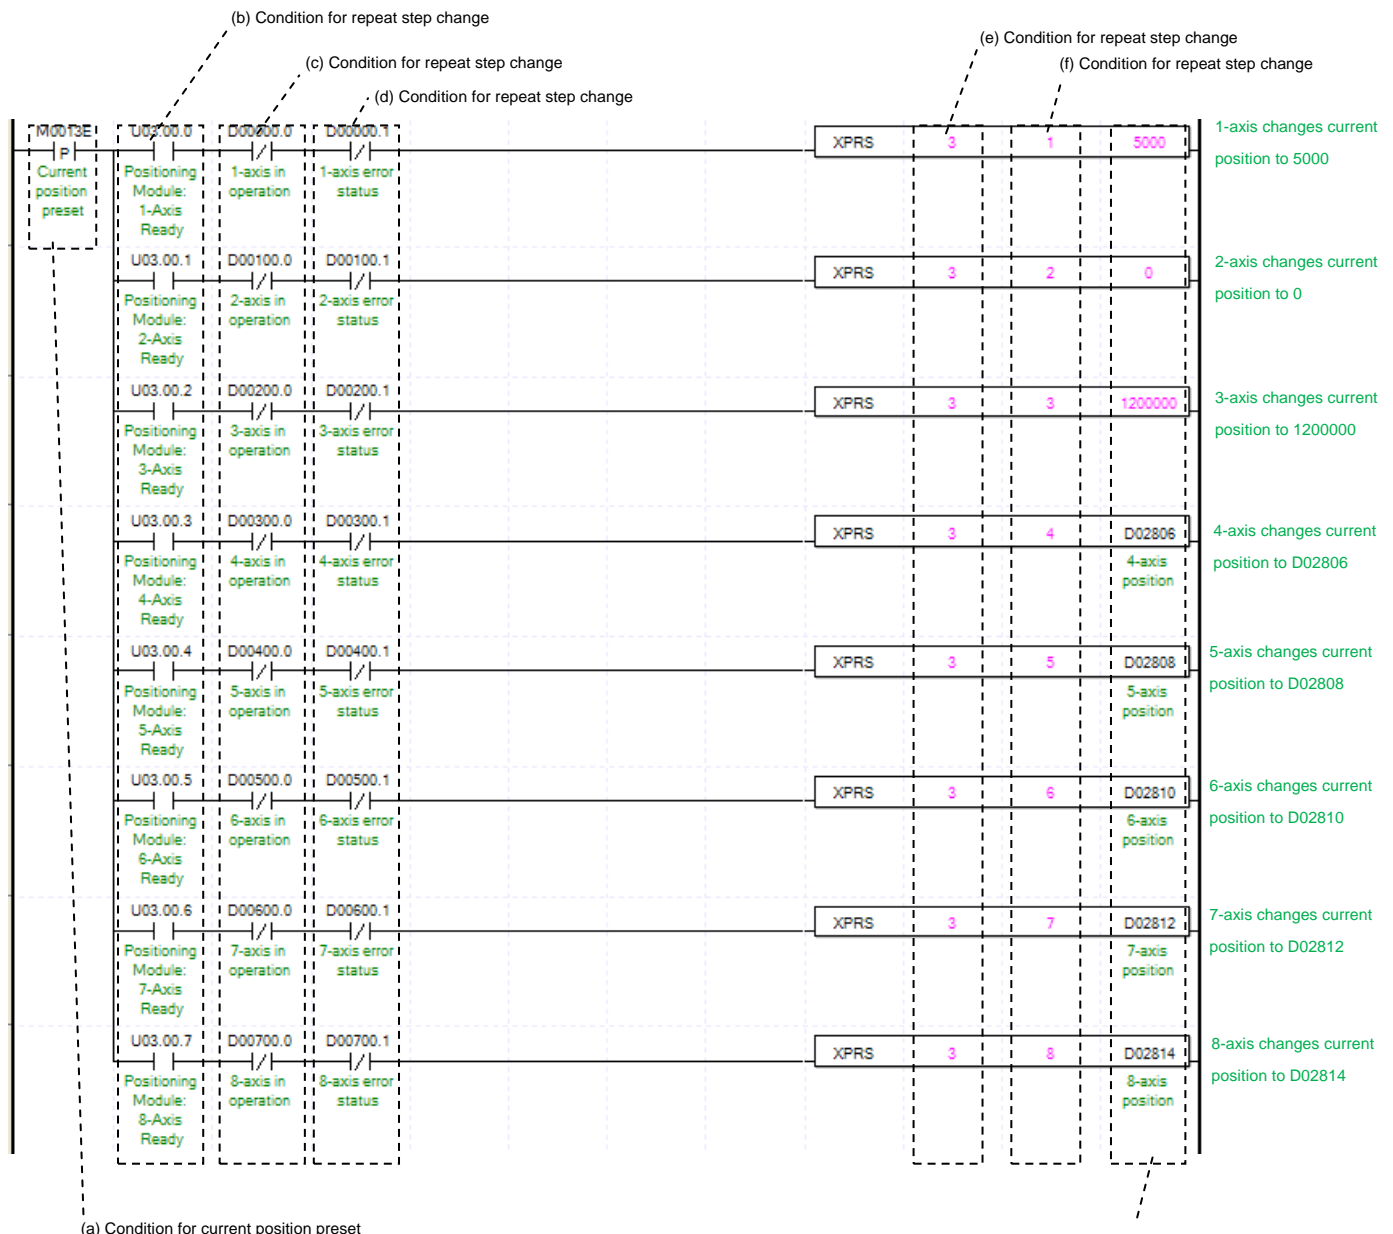 (b) Condition for repeat step change
(e) Condition for repeat step change
(c) Condition for repeat step change
(f) Condition for repeat step change
(d) Condition for repeat step change
M0013E U03.00.0 D00000.0 D00000.1
P
XPRS 3 1 5000
1-axis changes current
position to 5000
Current
position
preset
Positioning
Module:
1-Axis
Ready
1-axis in
operation
1-axis error
status
U03.00.1 D00100.0 D00100.1
XPRS 3 2 0
2-axis changes current
position to 0
Positioning
Module:
2-Axis
Ready
2-axis in
operation
2-axis error
status
U03.00.2 D00200.0 D00200.1
XPRS 3 3 1200000
3-axis changes current
position to 1200000
Positioning
Module:
3-Axis
Ready
3-axis in
operation
3-axis error
status
U03.00.3 D00300.0 D00300.1
XPRS 3 4 D02806
4-axis
position
4-axis changes current
position to D02806
Positioning
Module:
4-Axis
Ready
4-axis in
operation
4-axis error
status
U03.00.4 D00400.0 D00400.1
XPRS 3 5 D02808
5-axis
position
5-axis changes current
position to D02808
Positioning
Module:
5-Axis
Ready
5-axis in
operation
5-axis error
status
U03.00.5 D00500.0 D00500.1
XPRS 3 6 D02810
6-axis
position
6-axis changes current
position to D02810
Positioning
Module:
6-Axis
Ready
6-axis in
operation
6-axis error
status
U03.00.6 D00600.0 D00600.1
XPRS 3 7 D02812
7-axis
position
7-axis changes current
position to D02812
Positioning
Module:
7-Axis
Ready
7-axis in
operation
7-axis error
status
U03.00.7 D00700.0 D00700.1
XPRS 3 8 D02814
8-axis
position
8-axis changes current
position to D02814
Positioning
Module:
8-Axis
Ready
8-axis in
operation
8-axis error
status
(a) Condition for current position preset